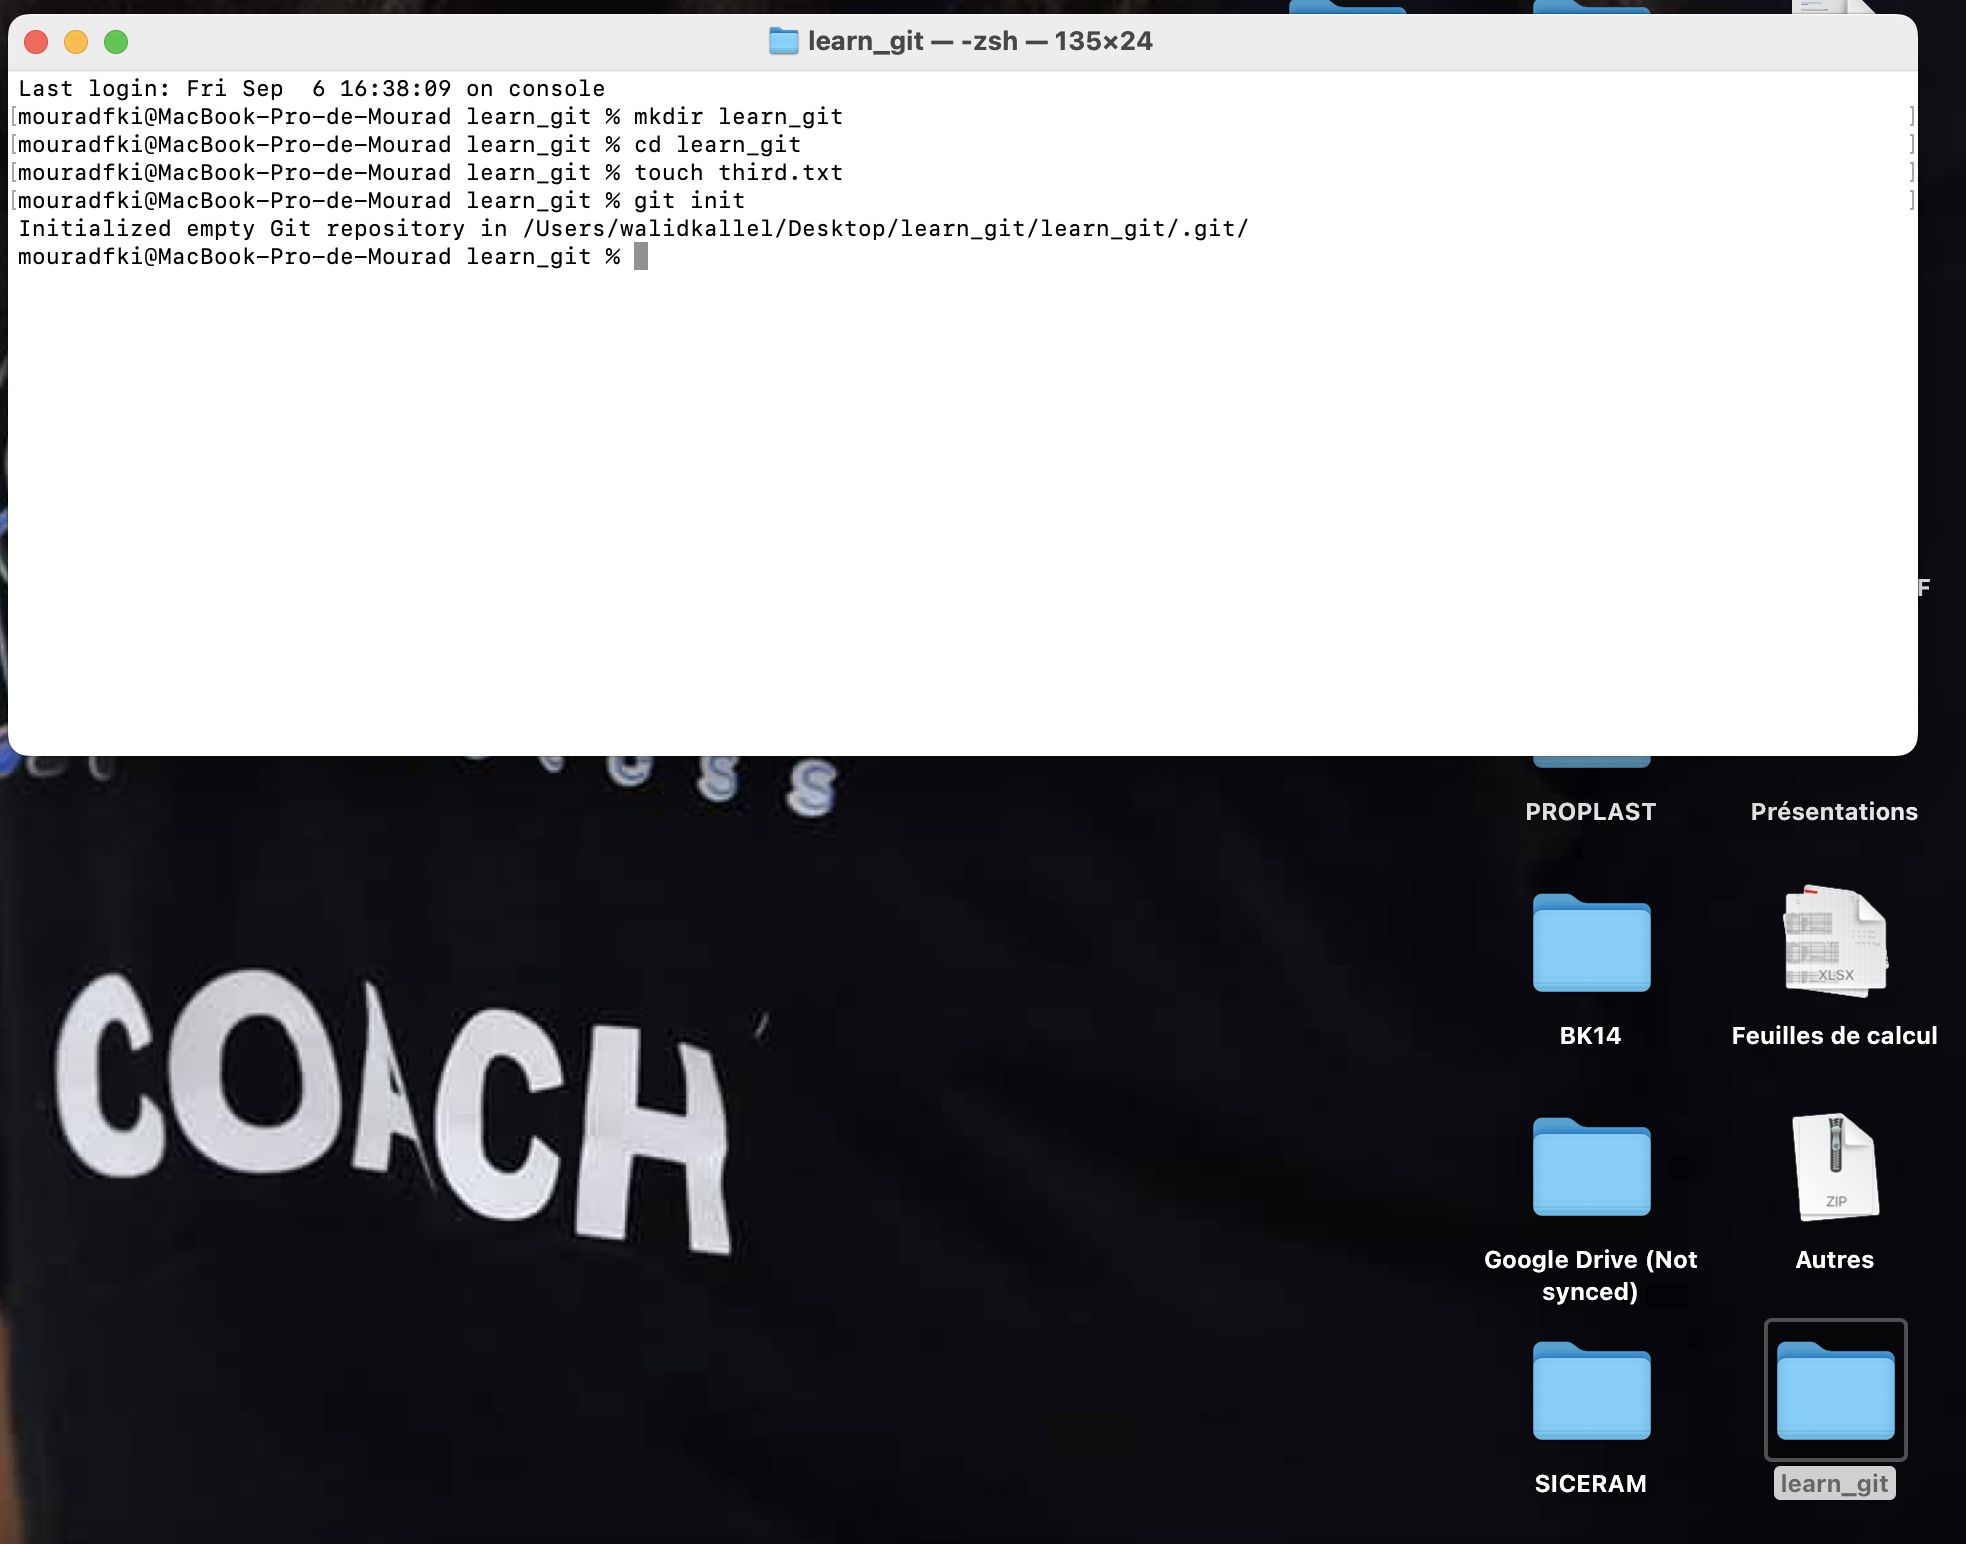 learn_git — -zsh — 135×24
Last login: Fri Sep  6 16:38:09 on console
[mouradfki@MacBook-Pro-de-Mourad learn_git % mkdir learn_git ]
[mouradfki@MacBook-Pro-de-Mourad learn_git % cd learn_git ]
[mouradfki@MacBook-Pro-de-Mourad learn_git % touch third.txt ]
[mouradfki@MacBook-Pro-de-Mourad learn_git % git init ]
Initialized empty Git repository in /Users/walidkallel/Desktop/learn_git/learn_git/.git/
mouradfki@MacBook-Pro-de-Mourad learn_git %
F
PROPLAST
Présentations
XLSX
BK14
Feuilles de calcul
COACH
ZIP
Google Drive (Not
synced)
Autres
SICERAM
learn_git